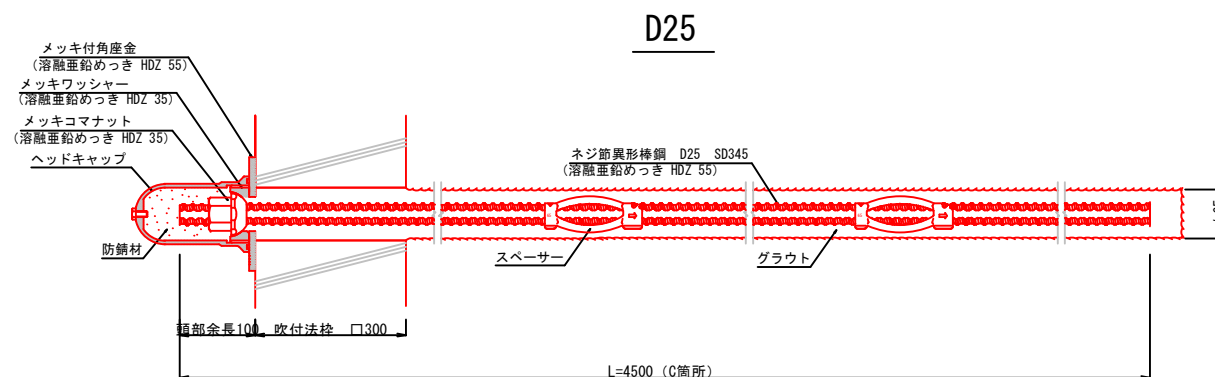 D25
メッキ付角座金
(溶融亜鉛めっき HDZ 55)
メッキワッシャー
(溶融亜鉛めっき HDZ 35)
メッキコマナット
(溶融亜鉛めっき HDZ 35)
ヘッドキャップ
ネジ節異形棒鋼 D25 SD345
(溶融亜鉛めっき HDZ 55)
防錆材
スペーサー
グラウト
頭部余長100
吹付法枠 口300
L=4500 (C箇所)